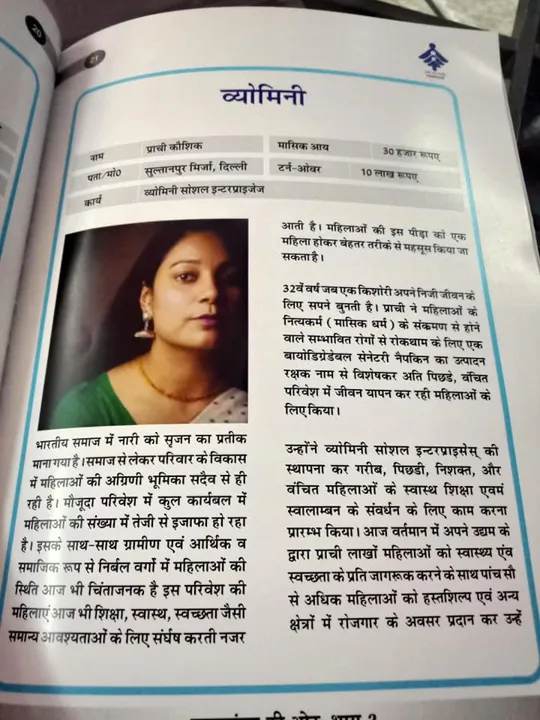 20
21
व्योमिनी
नाम प्राची कौशिक मासिक आय 30 हजार रूपए
पता/मो0 सुल्तानपुर मिर्जा, दिल्ली टर्न-ओवर 10 लाख रूपए
कार्य व्योमिनी सोशल इन्टरप्राइजेज
भारतीय समाज में नारी को सृजन का प्रतीक
माना गया है। समाज से लेकर परिवार के विकास
में महिलाओं की अग्रिणी भूमिका सदैव से ही
रही है। मौजूदा परिवेश में कुल कार्यबल में
महिलाओं की संख्या में तेजी से इजाफा हो रहा
है। इसके साथ-साथ ग्रामीण एवं आर्थिक व
समाजिक रूप से निर्बल वर्गो में महिलाओं की
स्थिति आज भी चिंताजनक है इस परिवेश की
महिलाएं आज भी शिक्षा, स्वास्थ, स्वच्छता जैसी
समान्य आवश्यताओं के लिए संर्घष करती नजर
आती है। महिलाओं की इस पीड़ा को एक
महिला होकर बेहतर तरीके से महसूस किया जा
सकता है।
32वें वर्ष जब एक किशोरी अपने निजी जीवन के
लिए सपने बुनती है। प्राची ने महिलाओं के
नित्यकर्म ( मासिक धर्म ) के संकमण से होने
वाले सम्भावित रोगों से रोकथाम के लिए एक
बायोडिग्रेडेबल सेनेटरी नैपकिन का उत्पादन
रक्षक नाम से विशेषकर अति पिछडे, वंचित
परिवेश में जीवन यापन कर रही महिलाओं के
लिए किया।
उन्होंने व्योमिनी सोशल इन्टरप्राइसेस् की
स्थापना कर गरीब, पिछडी, निशक्त, और
वंचित महिलाओं के स्वास्थ शिक्षा एवमं
स्वालाम्बन के संवर्धन के लिए काम करना
प्रारम्भ किया। आज वर्तमान में अपने उद्यम के
द्वारा प्राची लाखों महिलाओं को स्वास्थ्य एंव
स्वच्छता के प्रति जागरूक करने के साथ पांच सौ
से अधिक महिलाओं को हस्तशिल्प एवं अन्य
क्षेत्रों में रोजगार के अवसर प्रदान कर उन्हें